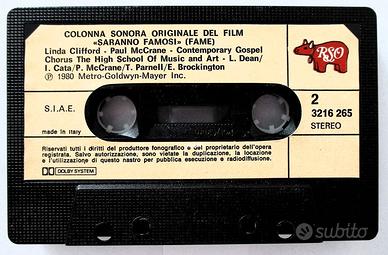 COLONNA SONORA ORIGINALE DEL FILM
«SARANNO FAMOSI» (FAME)
Linda Clifford - Paul McCrane - Contemporary Gospel
Chorus The High School Of Music and Art - L. Dean/
I. Cata/P. McCrane/T. Parnell/E. Brockington
℗ 1980 Metro-Goldwyn-Mayer Inc.
RSO
S.I.A.E.
2
3216 265
STEREO
made in Italy
Riservati tutti i diritti del produttore fonografico e del proprietario dell'opera
registrata. Salvo autorizzazione, sono vietate la duplicazione, la locazione
e l'utilizzazione di questo nastro per pubblica esecuzione e radiodiffusione.
DOLBY SYSTEM
subito